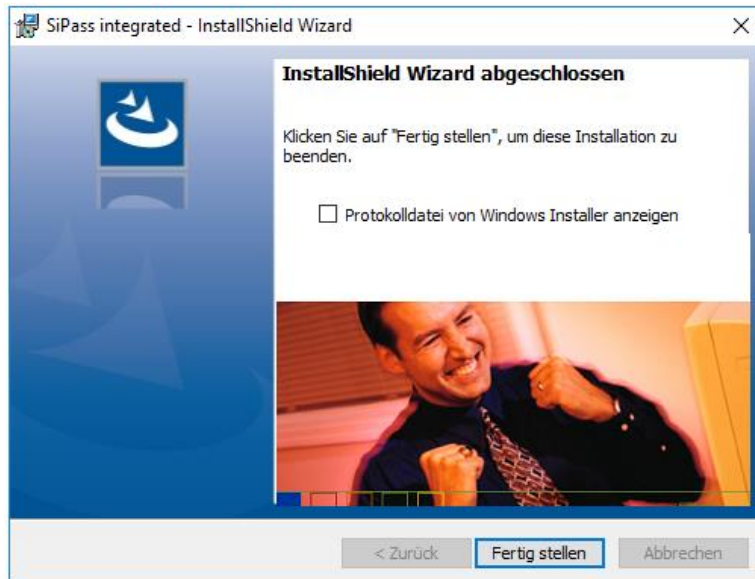 SiPass integrated - InstallShield Wizard
InstallShield Wizard abgeschlossen
Klicken Sie auf "Fertig stellen", um diese Installation zu
beenden.
Protokolldatei von Windows Installer anzeigen
< Zurück
Fertig stellen
Abbrechen